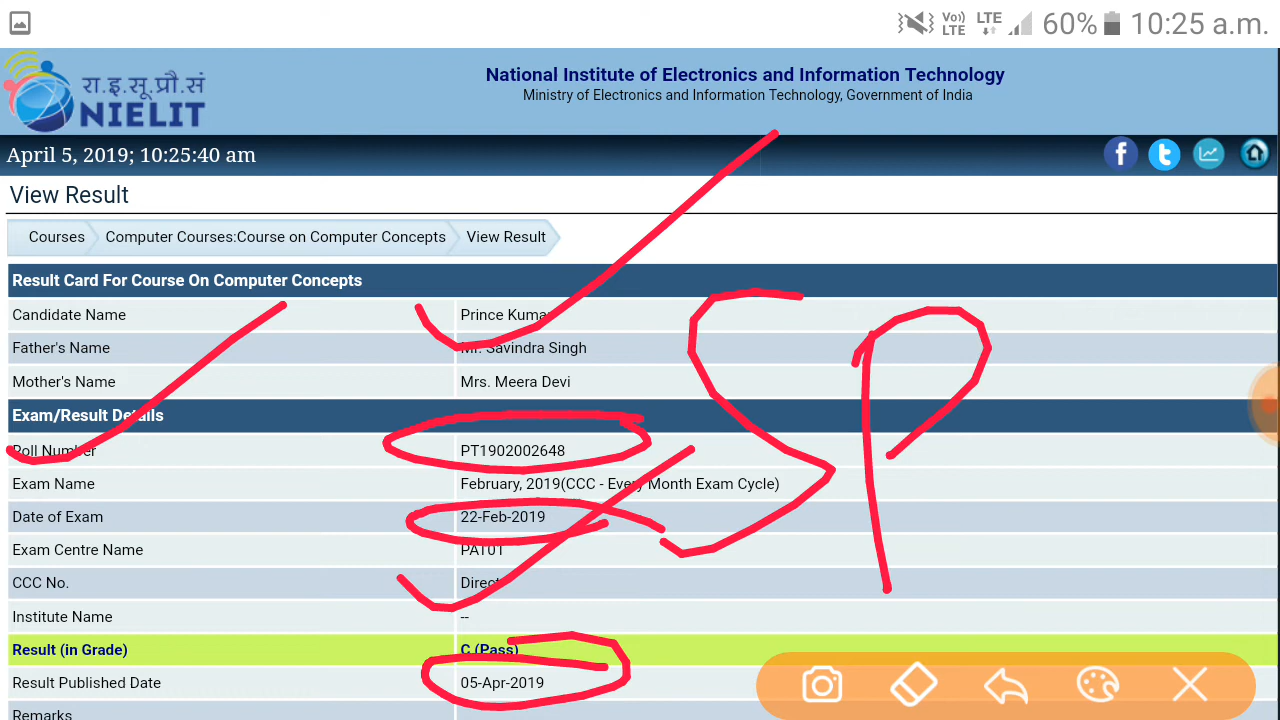 Vo)) LTE LTE 60% 10:25 a.m.
रा.इ.सू.प्रौ.सं
NIELIT
National Institute of Electronics and Information Technology
Ministry of Electronics and Information Technology, Government of India
April 5, 2019; 10:25:40 am
View Result
Courses Computer Courses:Course on Computer Concepts View Result
Result Card For Course On Computer Concepts
Candidate Name Prince Kumar
Father's Name Mr. Savindra Singh
Mother's Name Mrs. Meera Devi
Exam/Result Details
Roll Number PT1902002648
Exam Name February, 2019(CCC - Every Month Exam Cycle)
Date of Exam 22-Feb-2019
Exam Centre Name PAT01
CCC No. Direct
Institute Name --
Result (in Grade) C (Pass)
Result Published Date 05-Apr-2019
Remarks
SP